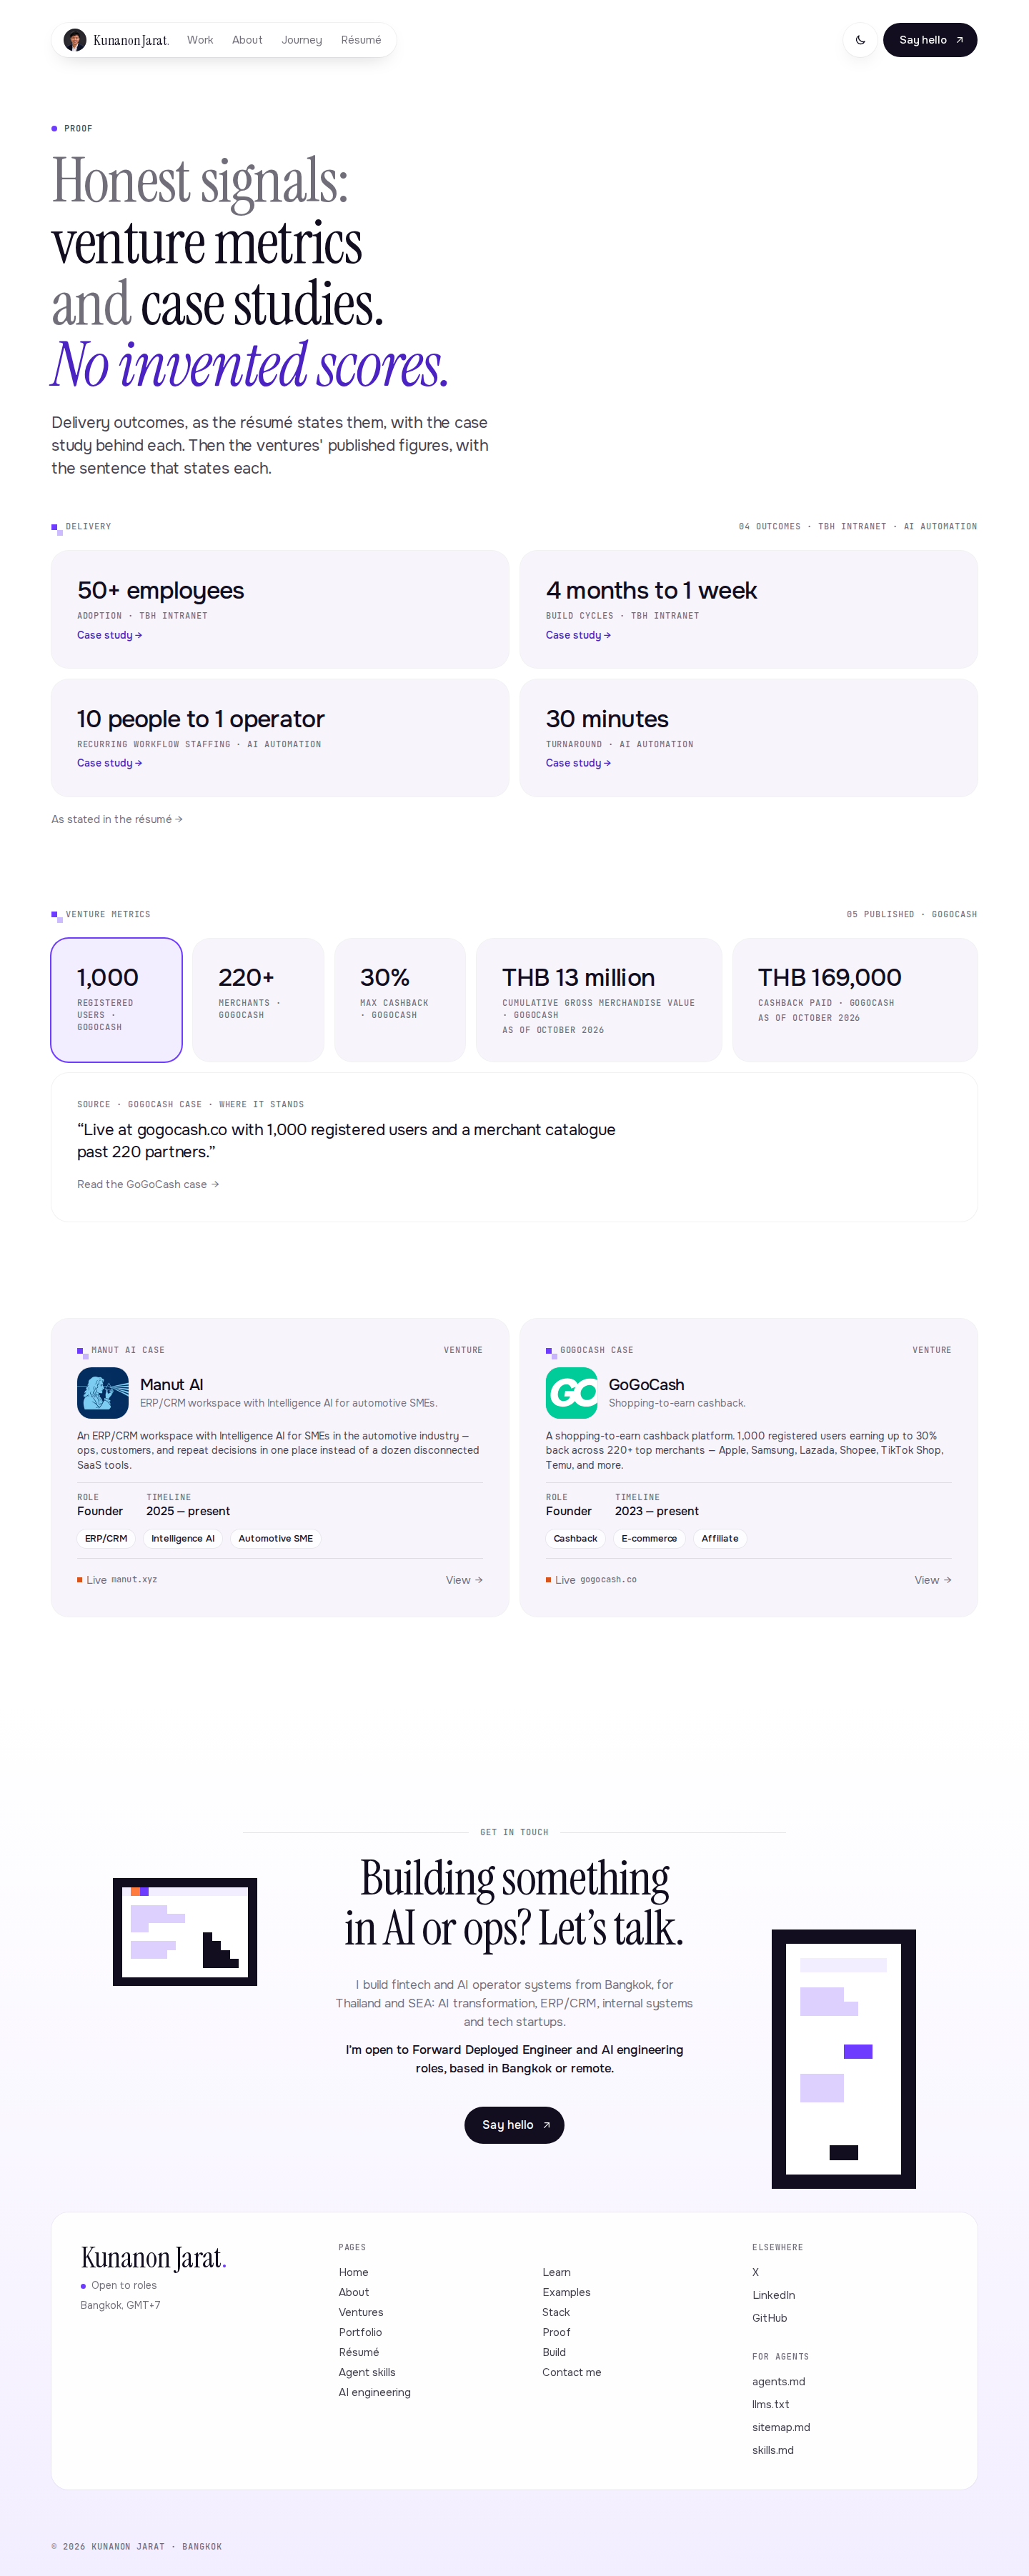 Kunanon Jarat.
Work
About
Journey
Résumé
Say hello ↗
PROOF
Honest signals:
venture metrics
and case studies.
No invented scores.
Delivery outcomes, as the résumé states them, with the case
study behind each. Then the ventures' published figures, with
the sentence that states each.
DELIVERY
04 OUTCOMES · TBH INTRANET · AI AUTOMATION
50+ employees
ADOPTION · TBH INTRANET
Case study →
4 months to 1 week
BUILD CYCLES · TBH INTRANET
Case study →
10 people to 1 operator
RECURRING WORKFLOW STAFFING · AI AUTOMATION
Case study →
30 minutes
TURNAROUND · AI AUTOMATION
Case study →
As stated in the résumé →
VENTURE METRICS
05 PUBLISHED · GOGOCASH
1,000
REGISTERED
USERS ·
GOGOCASH
220+
MERCHANTS ·
GOGOCASH
30%
MAX CASHBACK
· GOGOCASH
THB 13 million
CUMULATIVE GROSS MERCHANDISE VALUE
· GOGOCASH
AS OF OCTOBER 2026
THB 169,000
CASHBACK PAID · GOGOCASH
AS OF OCTOBER 2026
SOURCE · GOGOCASH CASE · WHERE IT STANDS
“Live at gogocash.co with 1,000 registered users and a merchant catalogue
past 220 partners.”
Read the GoGoCash case →
MANUT AI CASE
VENTURE
Manut AI
ERP/CRM workspace with Intelligence AI for automotive SMEs.
An ERP/CRM workspace with Intelligence AI for SMEs in the automotive industry —
ops, customers, and repeat decisions in one place instead of a dozen disconnected
SaaS tools.
ROLE
Founder
TIMELINE
2025 — present
ERP/CRM
Intelligence AI
Automotive SME
Live manut.xyz
View →
GOGOCASH CASE
VENTURE
GO
GoGoCash
Shopping-to-earn cashback.
A shopping-to-earn cashback platform. 1,000 registered users earning up to 30%
back across 220+ top merchants — Apple, Samsung, Lazada, Shopee, TikTok Shop,
Temu, and more.
ROLE
Founder
TIMELINE
2023 — present
Cashback
E-commerce
Affiliate
Live gogocash.co
View →
GET IN TOUCH
Building something
in AI or ops? Let’s talk.
I build fintech and AI operator systems from Bangkok, for
Thailand and SEA: AI transformation, ERP/CRM, internal systems
and tech startups.
I'm open to Forward Deployed Engineer and AI engineering
roles, based in Bangkok or remote.
Say hello ↗
Kunanon Jarat.
Open to roles
Bangkok, GMT+7
PAGES
Home
About
Ventures
Portfolio
Résumé
Agent skills
AI engineering
Learn
Examples
Stack
Proof
Build
Contact me
ELSEWHERE
X
LinkedIn
GitHub
FOR AGENTS
agents.md
llms.txt
sitemap.md
skills.md
© 2026 KUNANON JARAT · BANGKOK